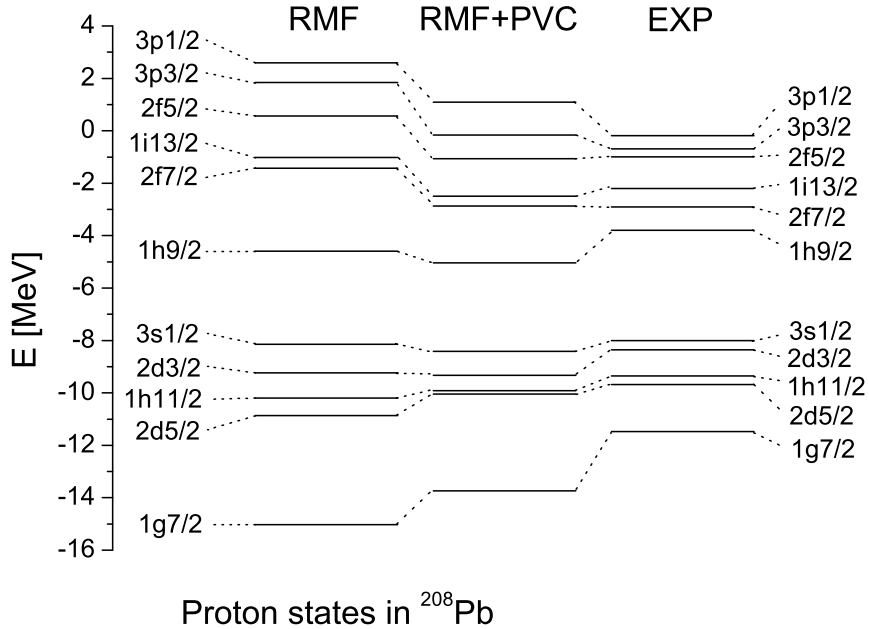 RMF RMF+PVC EXP
4
2
0
-2
-4
-6
-8
-10
-12
-14
-16
E [MeV]
3p1/2
3p3/2
2f5/2
1i13/2
2f7/2
1h9/2
3s1/2
2d3/2
1h11/2
2d5/2
1g7/2
3p1/2
3p3/2
2f5/2
1i13/2
2f7/2
1h9/2
3s1/2
2d3/2
1h11/2
2d5/2
1g7/2
Proton states in ²⁰⁸Pb